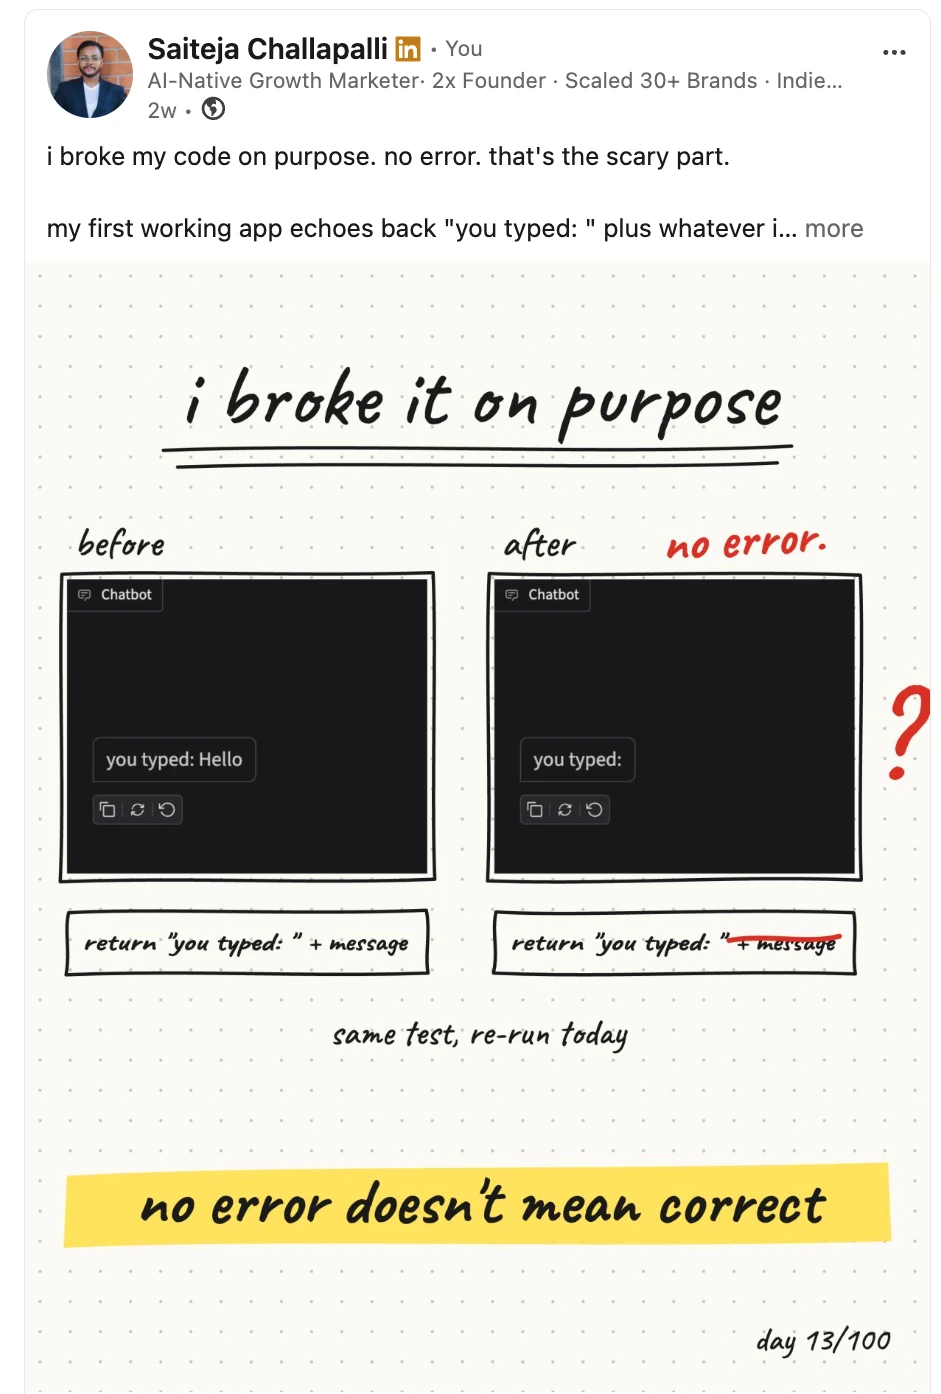 Saiteja Challapalli in • You
AI-Native Growth Marketer· 2x Founder · Scaled 30+ Brands · Indie...
2w •
i broke my code on purpose. no error. that's the scary part.
my first working app echoes back "you typed: " plus whatever i... more
i broke it on purpose
before
after
no error.
Chatbot
Chatbot
?
you typed: Hello
you typed:
return "you typed: " + message
return "you typed: " + message
same test, re-run today
no error doesn't mean correct
day 13/100